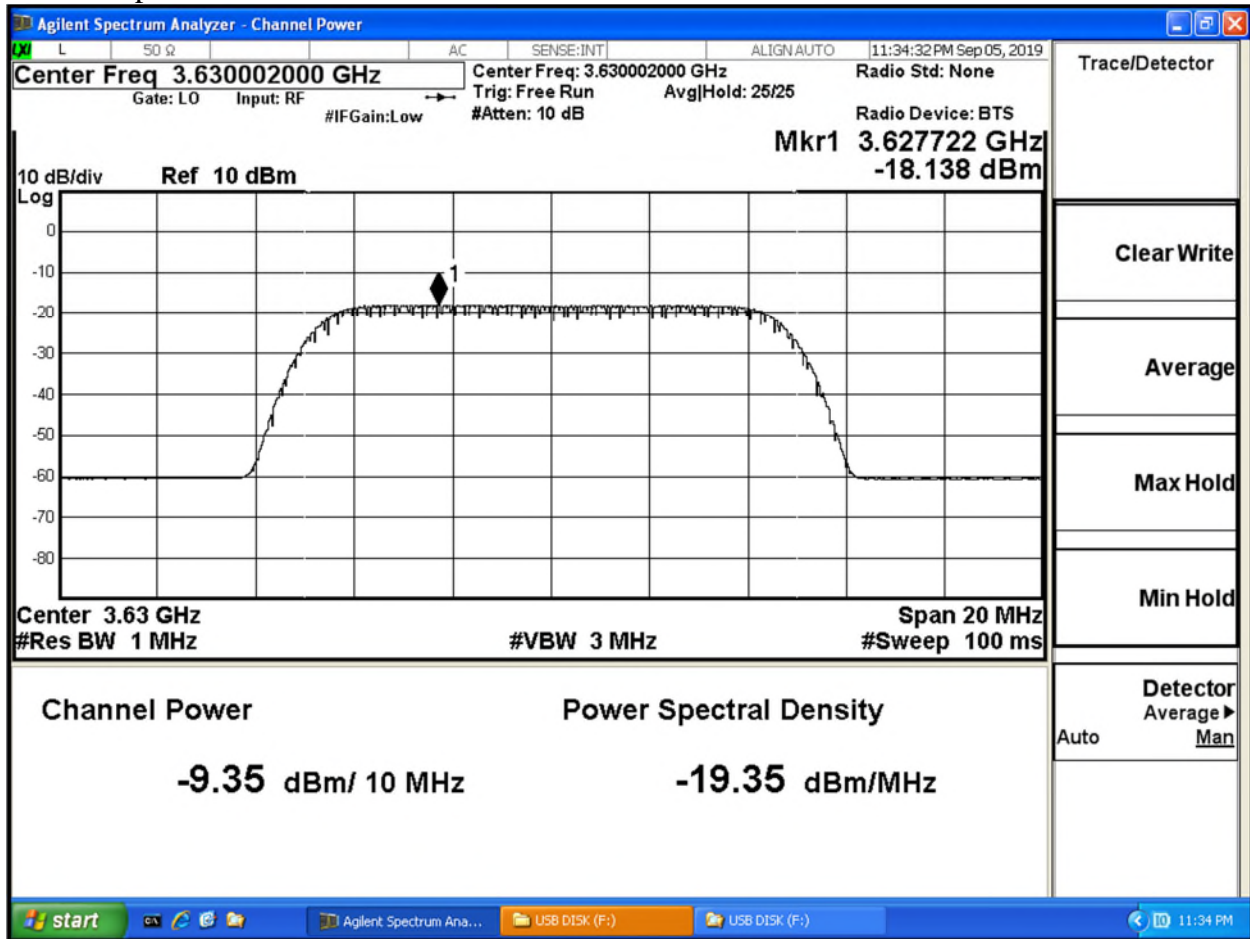 Agilent Spectrum Analyzer - Channel Power
LXI L 50 Ω AC SENSE:INT ALIGN AUTO 11:34:32 PM Sep 05, 2019
Center Freq 3.630002000 GHz
Gate: LO Input: RF
#IFGain:Low
Center Freq: 3.630002000 GHz
Trig: Free Run Avg|Hold: 25/25
#Atten: 10 dB
Radio Std: None
Radio Device: BTS
Mkr1 3.627722 GHz
-18.138 dBm
10 dB/div Ref 10 dBm
Log
0
-10
-20
-30
-40
-50
-60
-70
-80
1
Center 3.63 GHz Span 20 MHz
#Res BW 1 MHz #VBW 3 MHz #Sweep 100 ms
Channel Power Power Spectral Density
-9.35 dBm/ 10 MHz -19.35 dBm/MHz
Trace/Detector
Clear Write
Average
Max Hold
Min Hold
Detector
Average
Auto Man
start Agilent Spectrum Ana... USB DISK (F:) USB DISK (F:) 11:34 PM